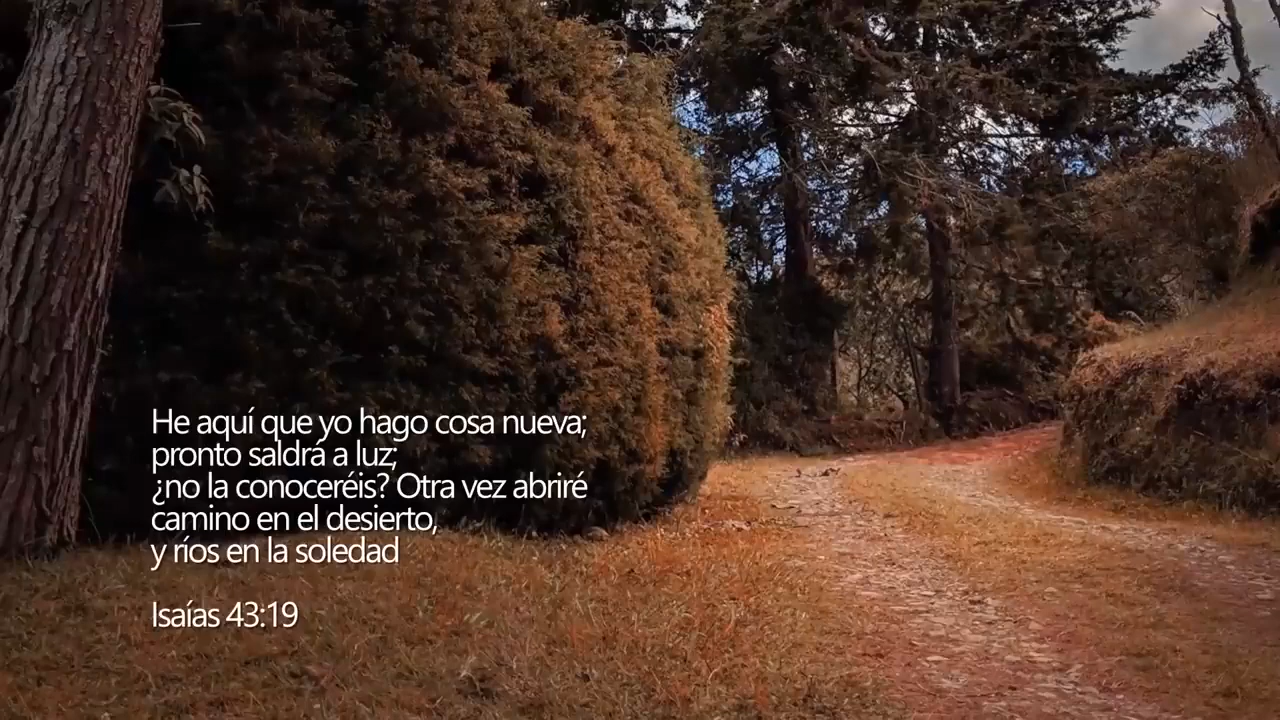 He aquí que yo hago cosa nueva;
pronto saldrá a luz;
¿no la conoceréis? Otra vez abriré
camino en el desierto,
y ríos en la soledad
Isaías 43:19